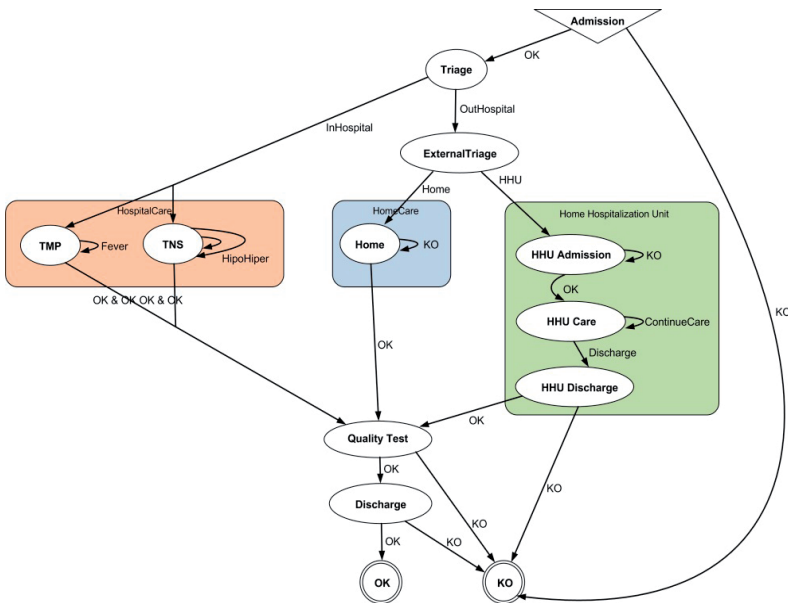 Admission
OK
Triage
OutHospital
InHospital
ExternalTriage
Home
HHU
HospitalCare
HomeCare
Home Hospitalization Unit
TMP
Fever
TNS
HipoHiper
Home
KO
HHU Admission
KO
OK
HHU Care
ContinueCare
Discharge
HHU Discharge
OK & OK OK & OK
KO
OK
OK
Quality Test
OK
KO
KO
Discharge
OK
KO
OK
KO